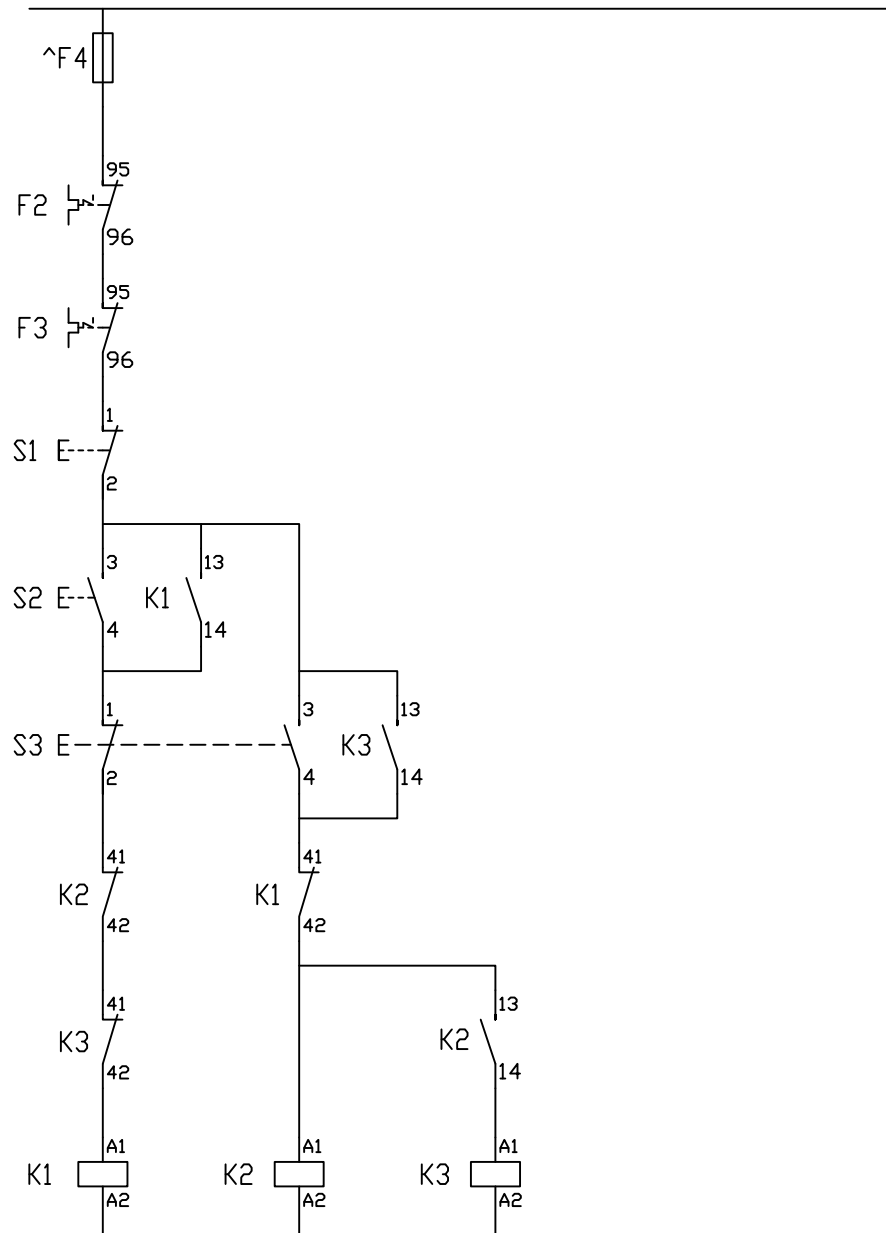 ^F4
95
F2
96
95
F3
96
1
S1 E
2
3 13
S2 E K1
4 14
1 3 13
S3 E K3
2 4 14
41 41
K2 K1
42 42
41 13
K3 K2
42 14
A1 A1 A1
K1 K2 K3
A2 A2 A2